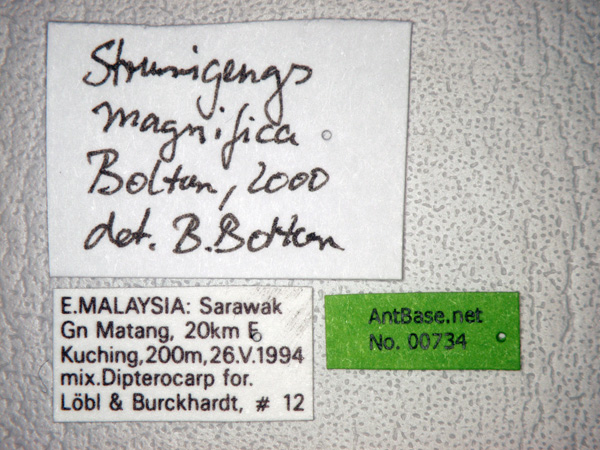 Strumigenys
magnifica
Bolton, 2000
det. B. Bolton
E.MALAYSIA: Sarawak
Gn Matang, 20km E
Kuching,200m,26.V.1994
mix.Dipterocarp for.
Löbl & Burckhardt, # 12
AntBase.net
No. 00734